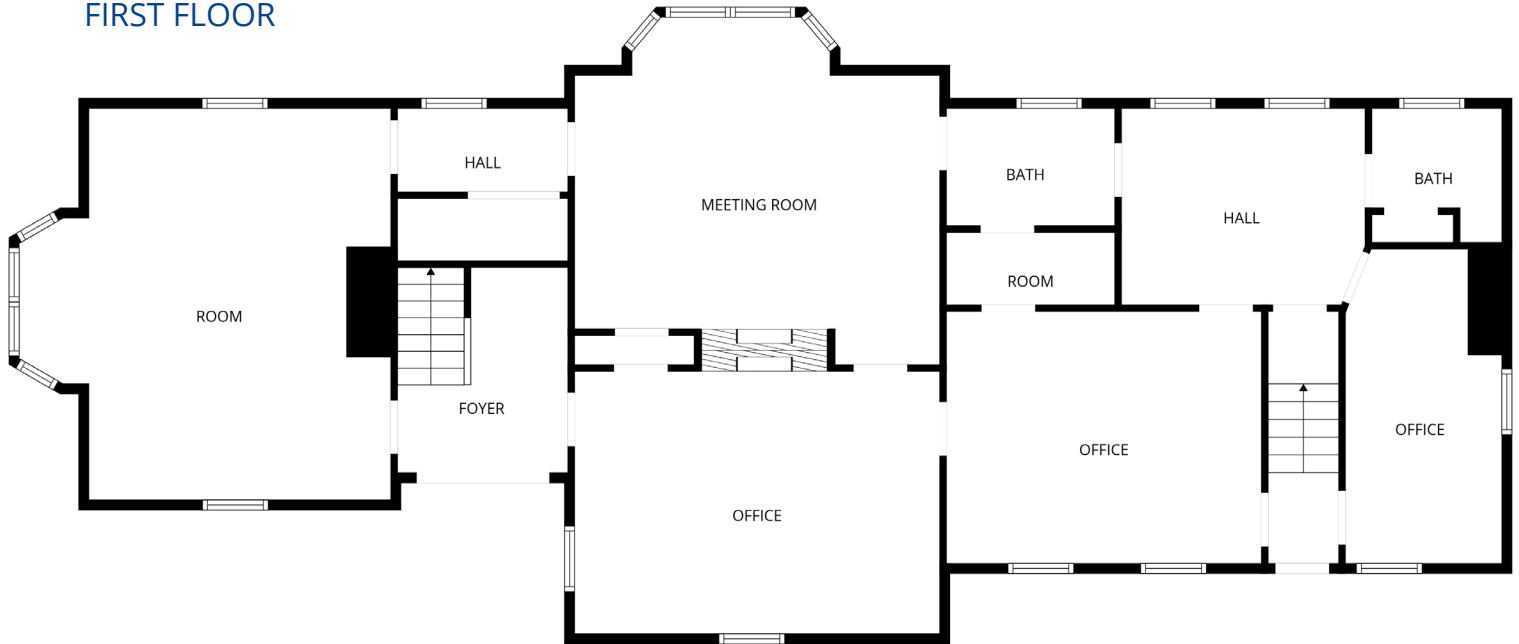 FIRST FLOOR
HALL
MEETING ROOM
BATH
BATH
HALL
ROOM
ROOM
FOYER
OFFICE
OFFICE
OFFICE